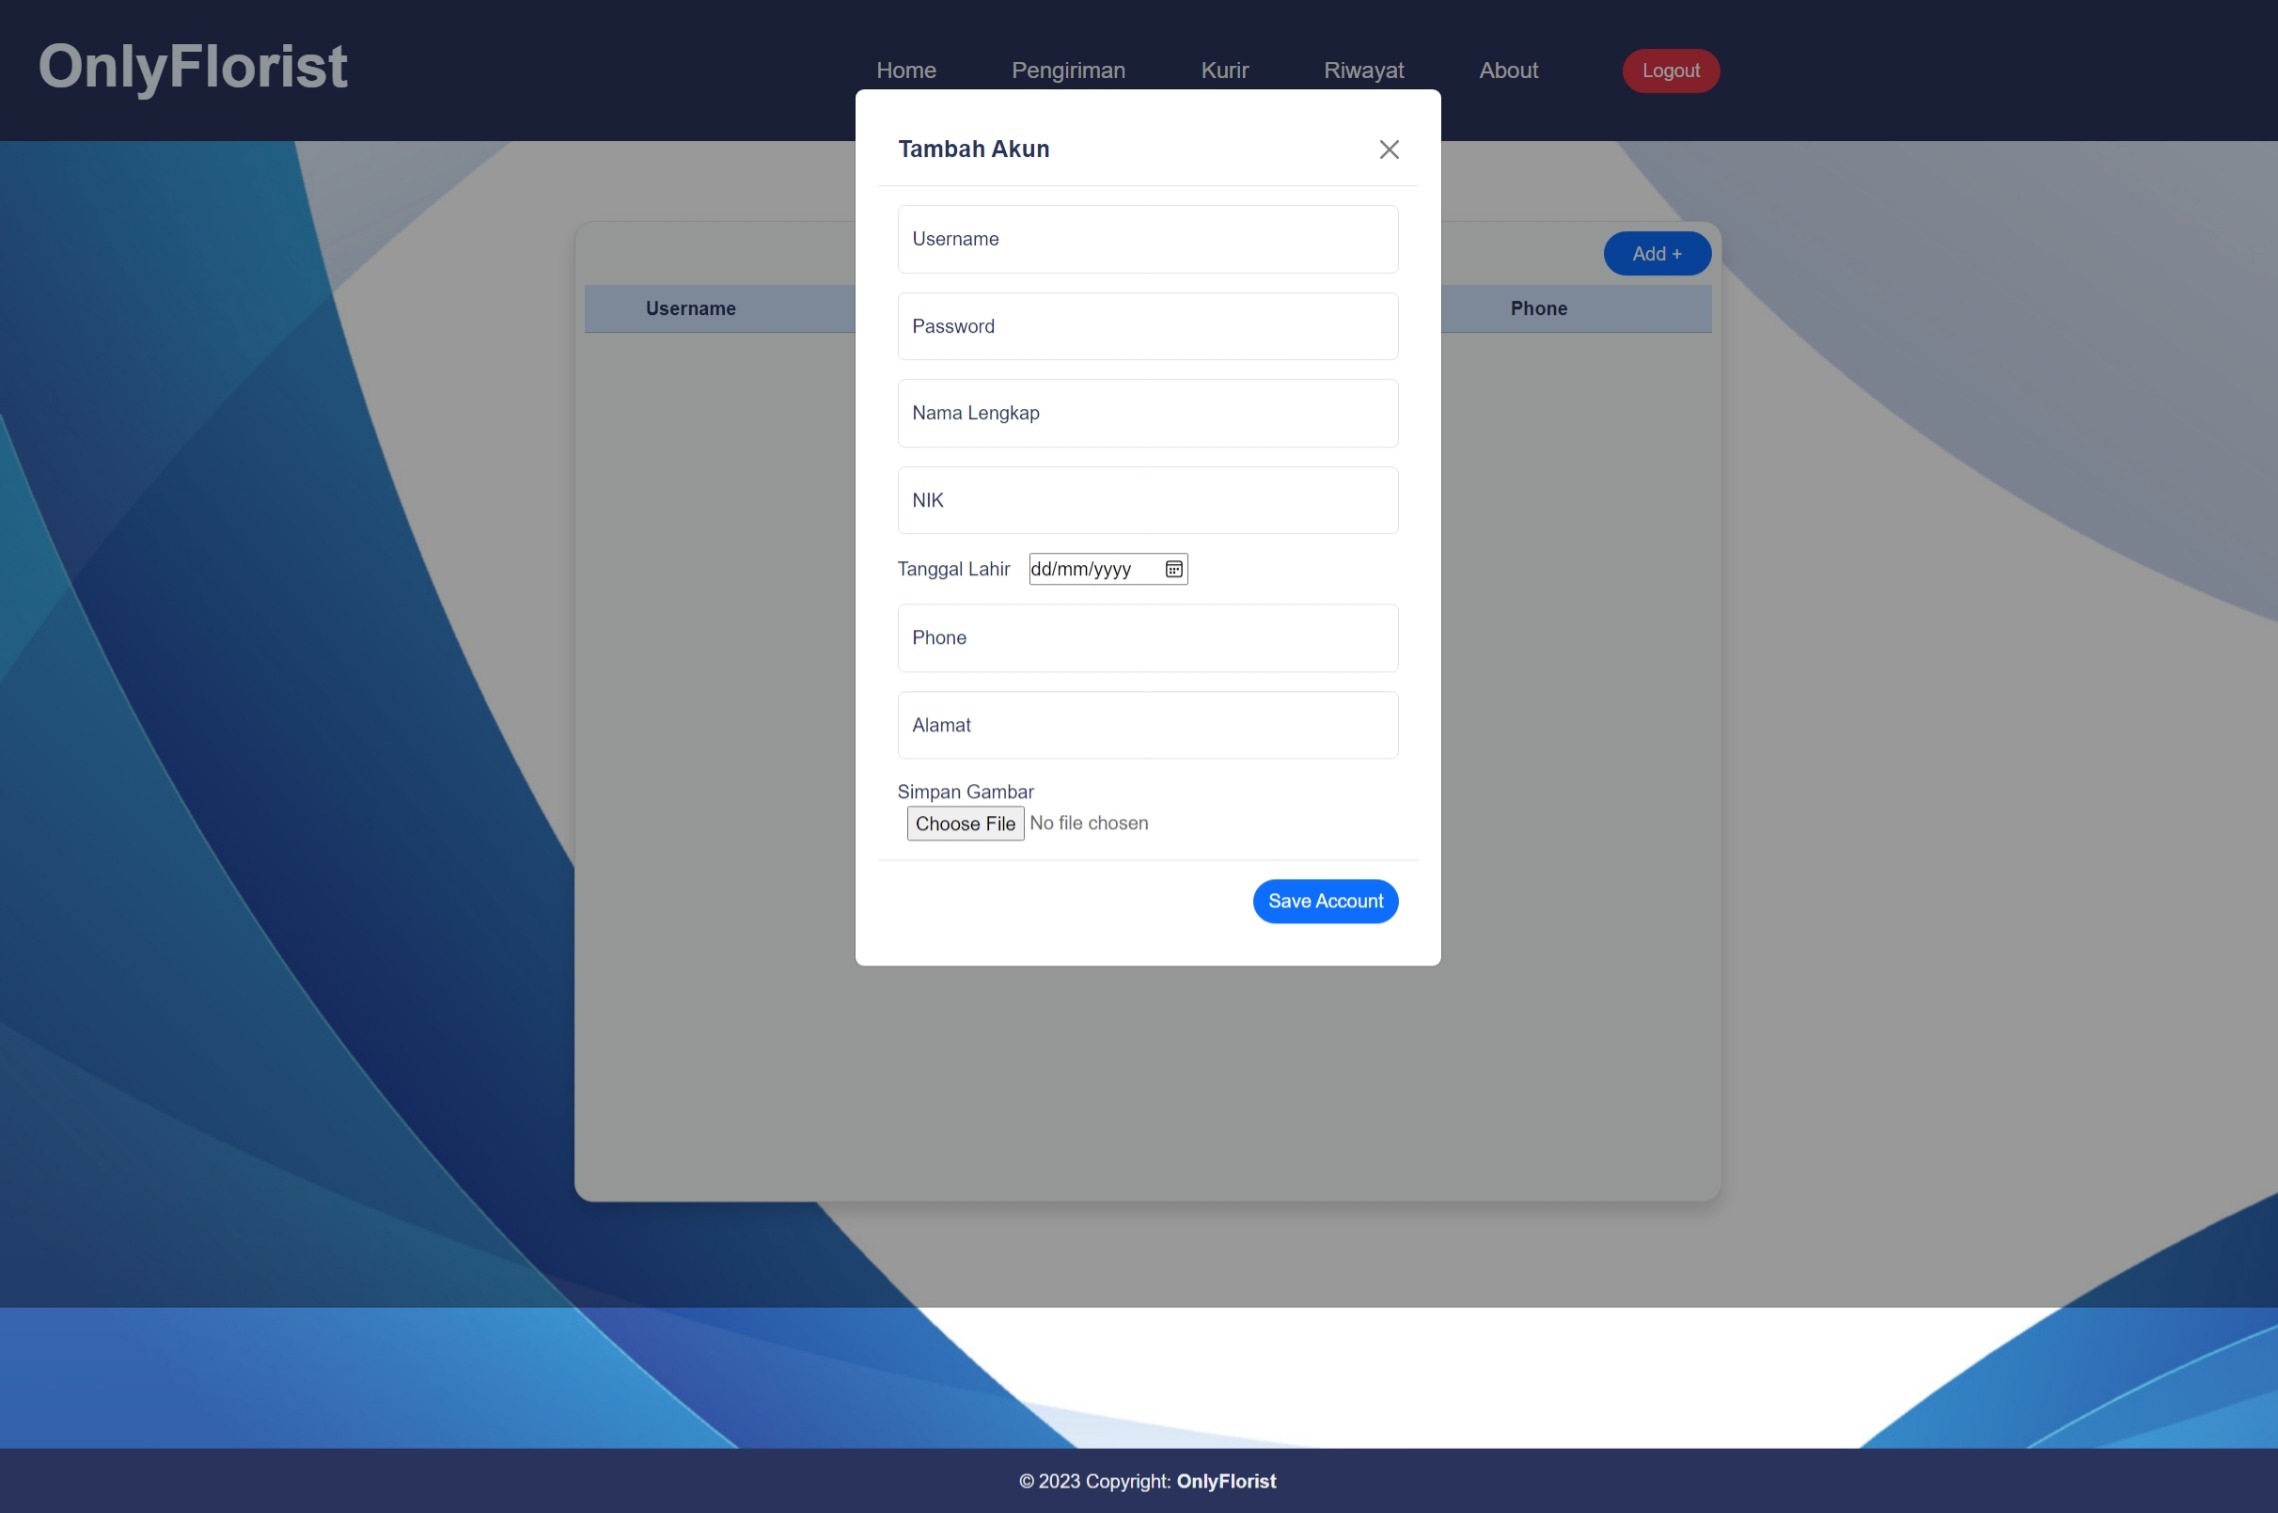 OnlyFlorist
Home Pengiriman Kurir Riwayat About Logout
Tambah Akun
Add +
Username Phone
Username
Password
Nama Lengkap
NIK
Tanggal Lahir dd/mm/yyyy
Phone
Alamat
Simpan Gambar
Choose File No file chosen
Save Account
© 2023 Copyright: OnlyFlorist